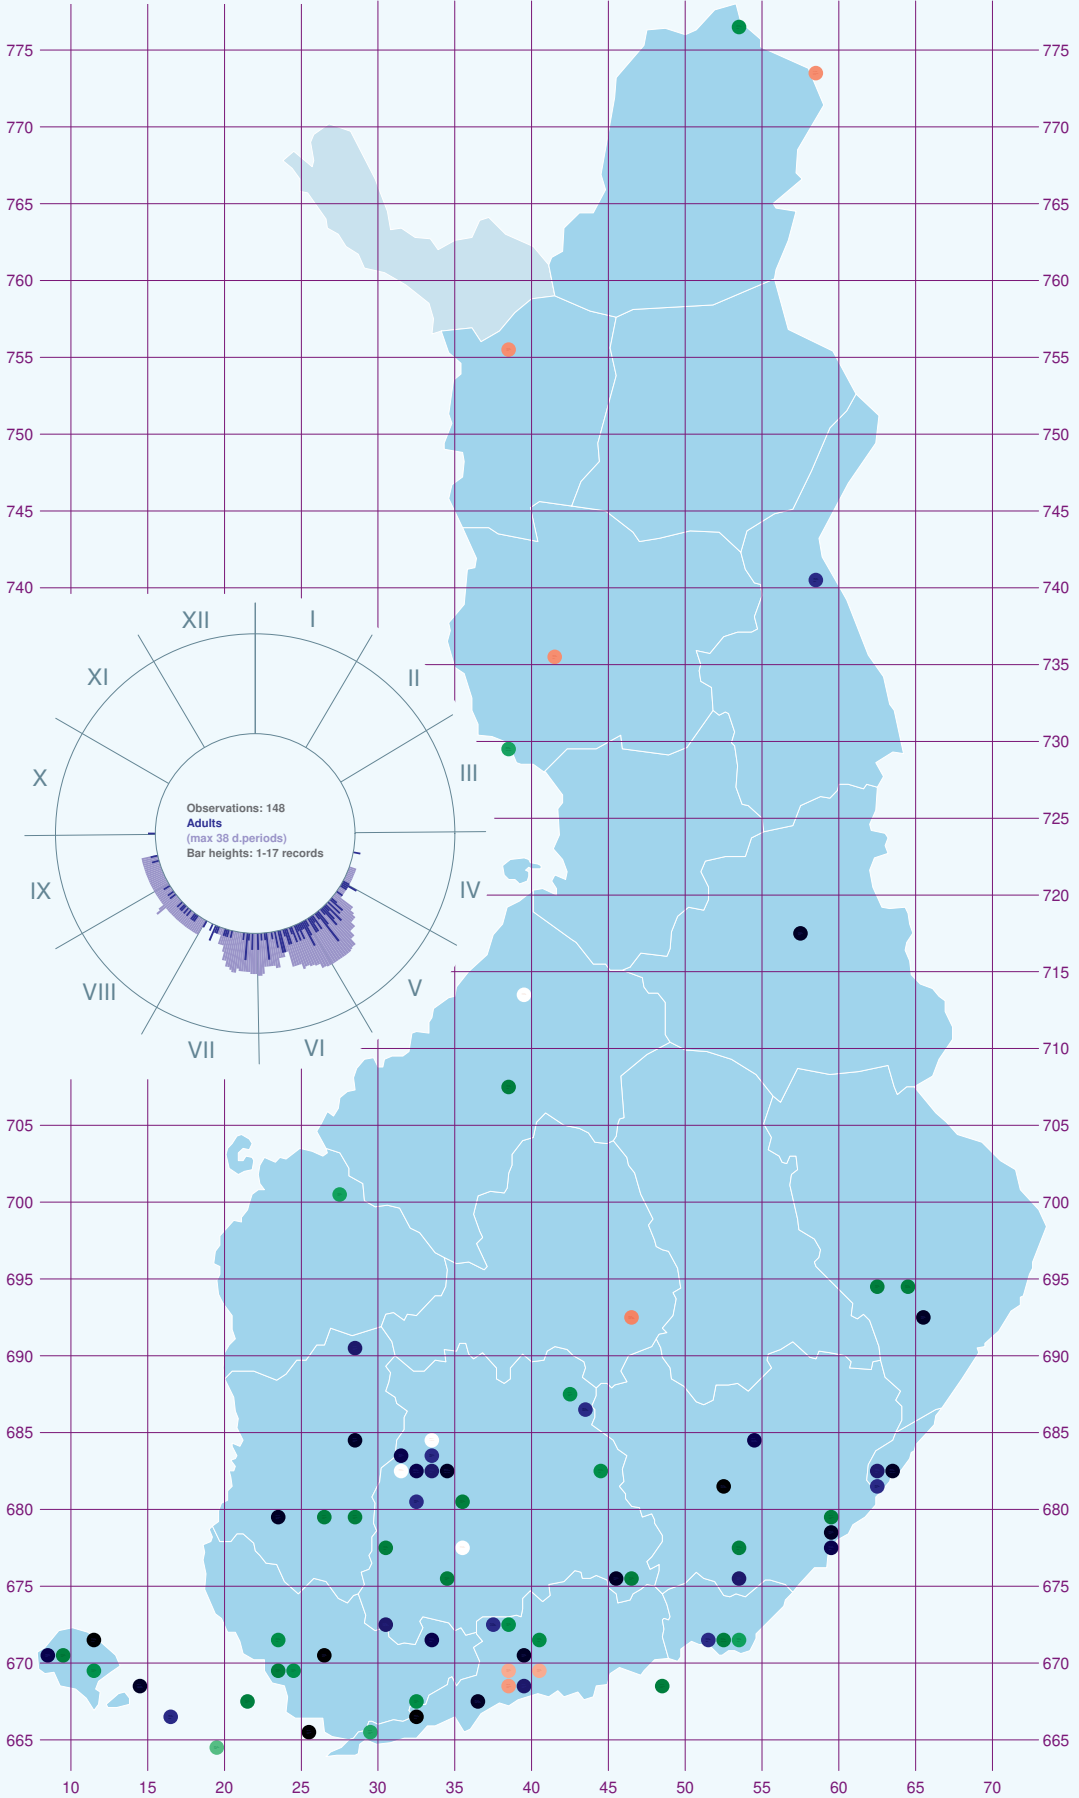 775 775
770 770
765 765
760 760
755 755
750 750
745 745
740 740
XII I
XI II
735
730
X III
Observations: 148
Adults
(max 38 d.periods)
Bar heights: 1-17 records
725
IX IV
720
VIII V
715
VII VI
710
705 705
700 700
695 695
690 690
685 685
680 680
675 675
670 670
665 665
10 15 20 25 30 35 40 45 50 55 60 65 70